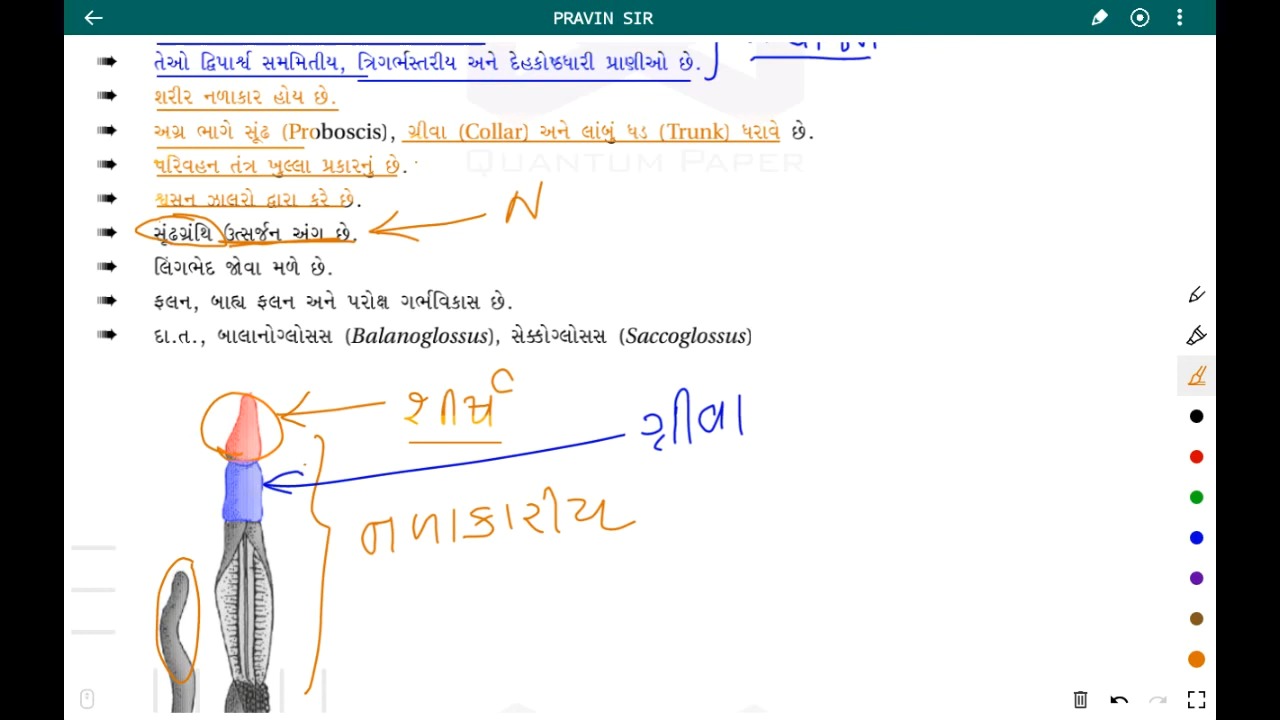 PRAVIN SIR
તેઓ દ્વિપાર્શ્વ સમમિતીય, ત્રિગર્ભસ્તરીય અને દેહકોષ્ઠધારી પ્રાણીઓ છે.
શરીર નળાકાર હોય છે.
અગ્ર ભાગે સૂંઢ (Proboscis), ગ્રીવા (Collar) અને લાંબું ધડ (Trunk) ધરાવે છે.
પરિવહન તંત્ર ખુલ્લા પ્રકારનું છે.
QUANTUM PAPER
શ્વસન ઝાલરો દ્વારા કરે છે.
N
સૂંઢગ્રંથિ ઉત્સર્જન અંગ છે.
લિંગભેદ જોવા મળે છે.
ફલન, બાહ્ય ફલન અને પરોક્ષ ગર્ભવિકાસ છે.
દા.ત., બાલાનોગ્લોસસ (Balanoglossus), સેક્કોગ્લોસસ (Saccoglossus)
ગ્રીવા
નળાકારીય